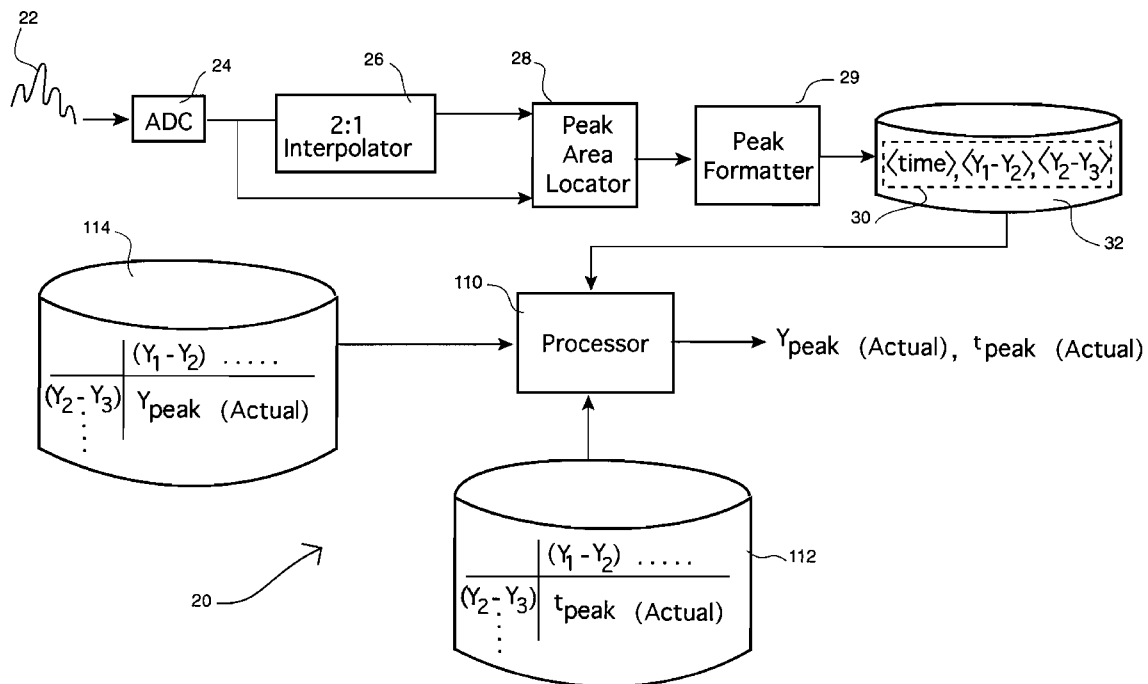 22
24
26
28
29
ADC
2:1
Interpolator
Peak
Area
Locator
Peak
Formatter
⟨time⟩,⟨Y₁-Y₂⟩,⟨Y₂-Y₃⟩
30
32
114
110
(Y₁-Y₂) .....
(Y₂-Y₃) Ypeak (Actual)
Processor
Ypeak (Actual), tpeak (Actual)
20
112
(Y₁-Y₂) .....
(Y₂-Y₃) tpeak (Actual)